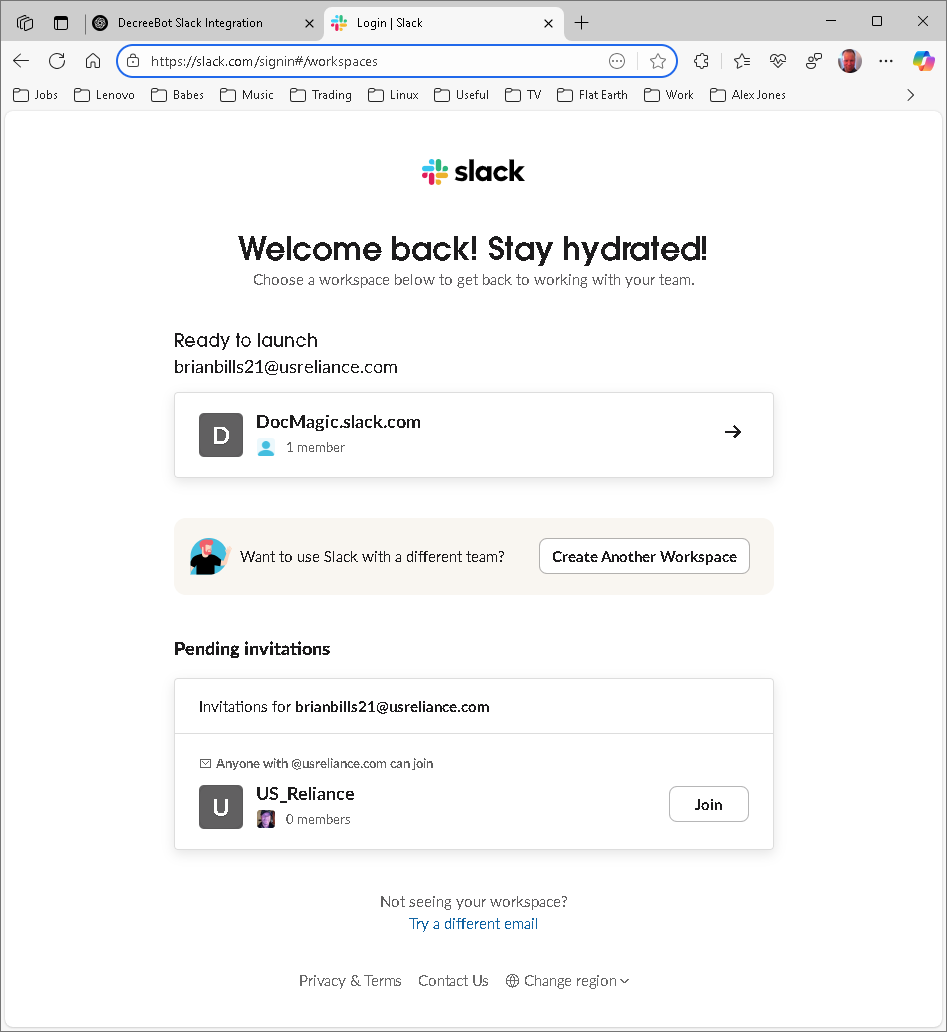 DecreeBot Slack Integration
Login | Slack
https://slack.com/signin#/workspaces
Jobs Lenovo Babes Music Trading Linux Useful TV Flat Earth Work Alex Jones
slack
Welcome back! Stay hydrated!
Choose a workspace below to get back to working with your team.
Ready to launch
brianbills21@usreliance.com
D
DocMagic.slack.com
1 member
Want to use Slack with a different team?
Create Another Workspace
Pending invitations
Invitations for brianbills21@usreliance.com
Anyone with @usreliance.com can join
U
US_Reliance
0 members
Join
Not seeing your workspace?
Try a different email
Privacy & Terms Contact Us Change region